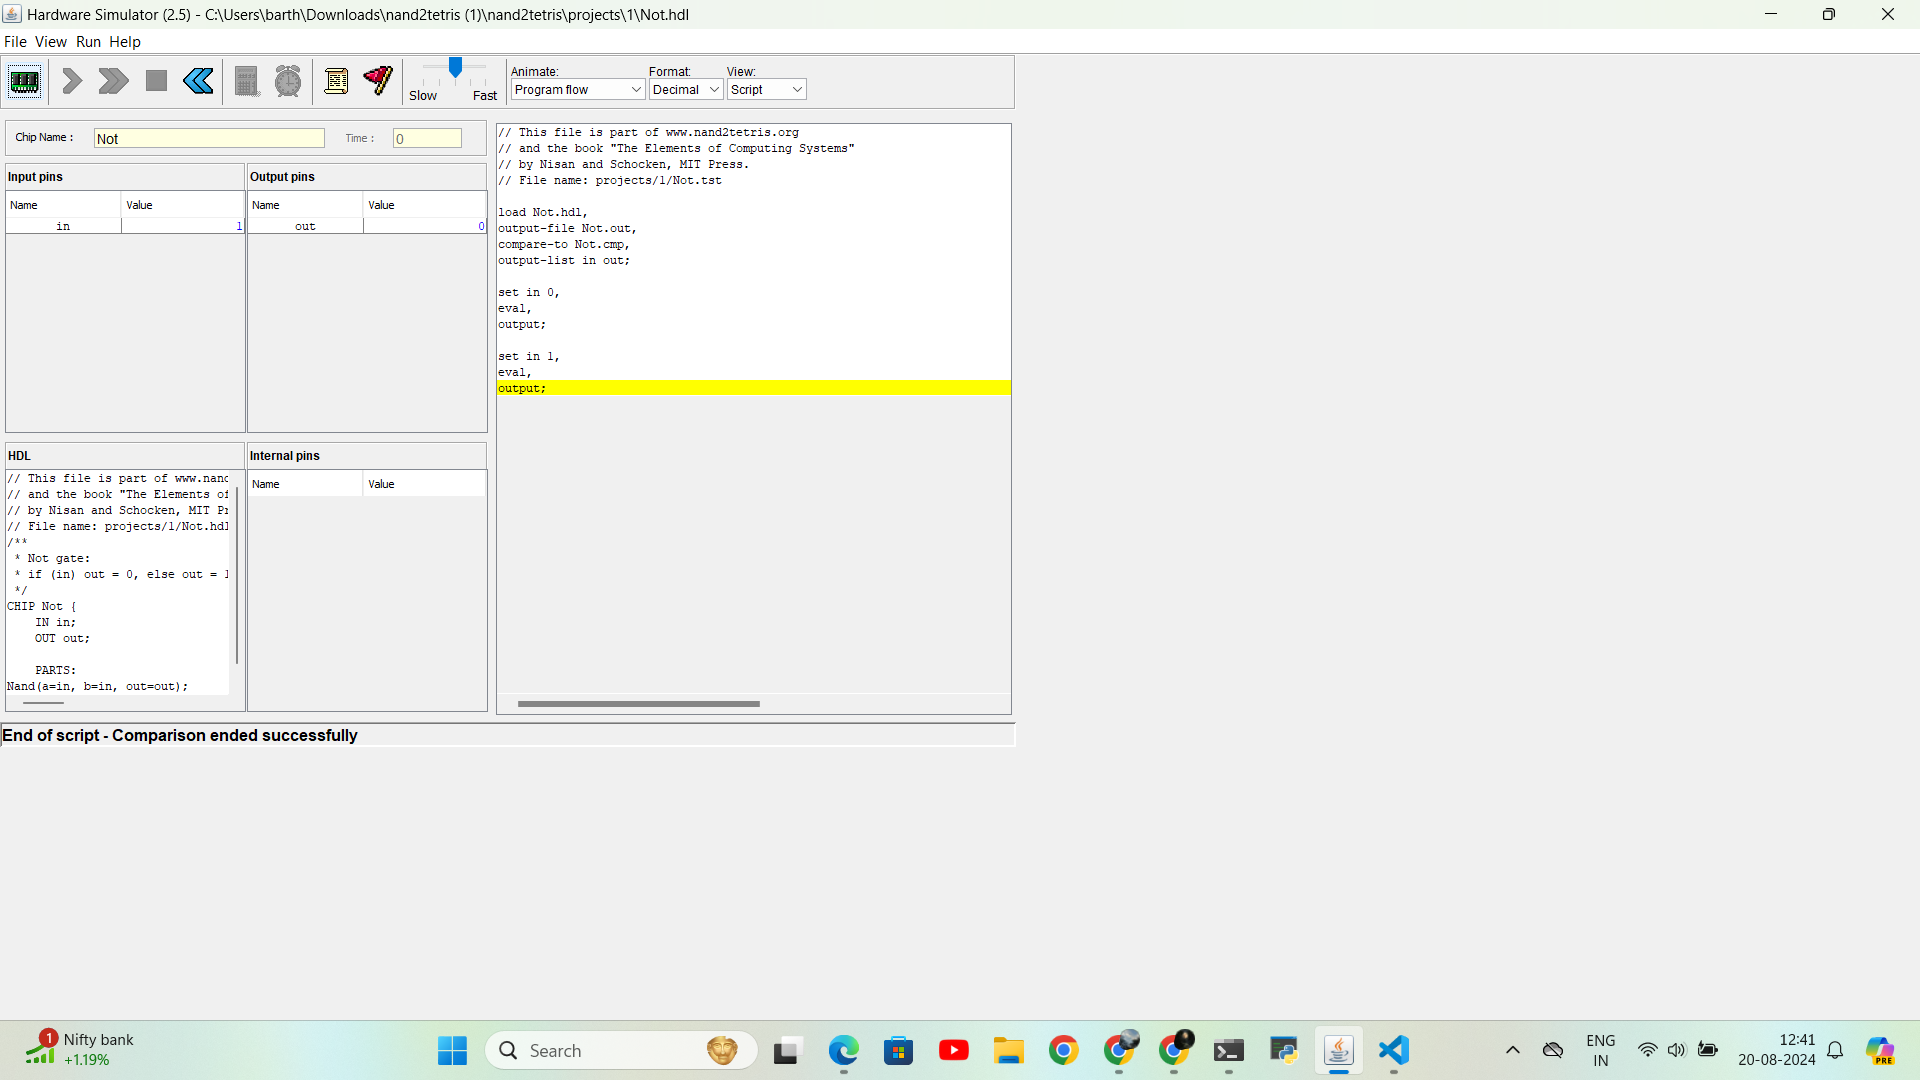 Hardware Simulator (2.5) - C:\Users\barth\Downloads\nand2tetris (1)\nand2tetris\projects\1\Not.hdl
File View Run Help
Slow Fast
Animate: Format: View:
Program flow Decimal Script
Chip Name : Not Time : 0
Input pins
Name Value
in 1
Output pins
Name Value
out 0
HDL
// This file is part of www.nand
// and the book "The Elements of
// by Nisan and Schocken, MIT Pr
// File name: projects/1/Not.hdl
/**
* Not gate:
* if (in) out = 0, else out = 1
*/
CHIP Not {
IN in;
OUT out;
PARTS:
Nand(a=in, b=in, out=out);
Internal pins
Name Value
// This file is part of www.nand2tetris.org
// and the book "The Elements of Computing Systems"
// by Nisan and Schocken, MIT Press.
// File name: projects/1/Not.tst
load Not.hdl,
output-file Not.out,
compare-to Not.cmp,
output-list in out;
set in 0,
eval,
output;
set in 1,
eval,
output;
End of script - Comparison ended successfully
1
Nifty bank
+1.19%
Search
PRE
ENG
IN
12:41
20-08-2024